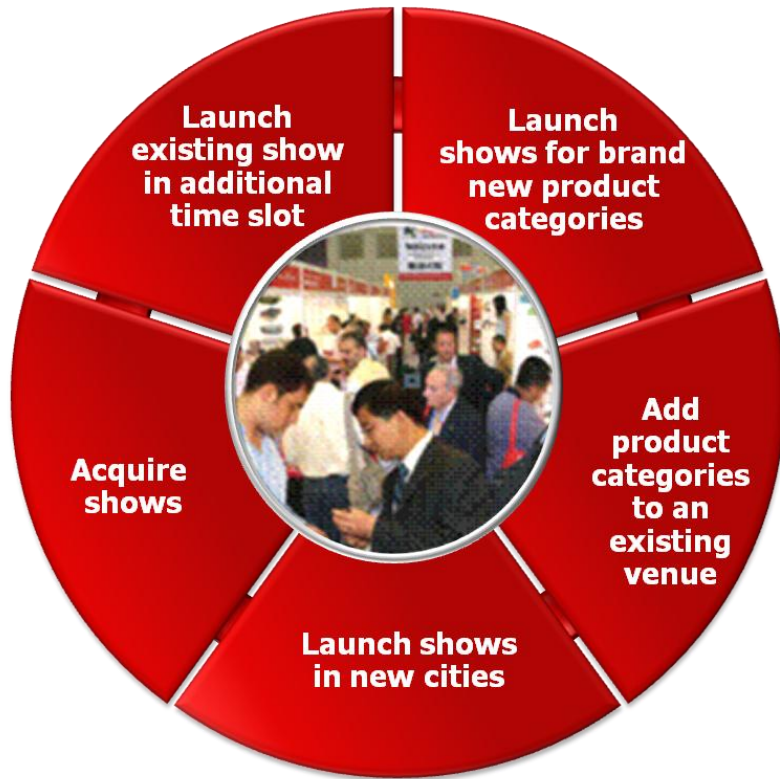 Launch
existing show
in additional
time slot
Launch
shows for brand
new product
categories
Add
product
categories
to an
existing
venue
Launch shows
in new cities
Acquire
shows